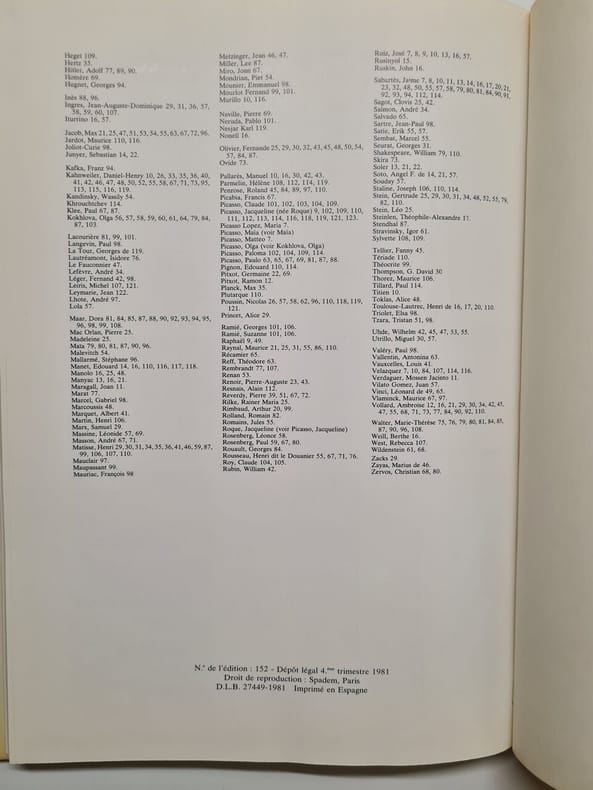 Hegel 109.
Hertz 35.
Hitler, Adolf 77, 89, 90.
Homère 69.
Hugnet, Georges 94.
Inès 88, 96.
Ingres, Jean-Auguste-Dominique 29, 31, 36, 57,
58, 59, 60, 107.
Iturrino 16, 57.
Jacob, Max 21, 25, 47, 51, 53, 54, 55, 63, 67, 72, 96.
Jerdot, Maurice 110, 116.
Joliot-Curie 98.
Junyer, Sebastian 14, 22.
Kafka, Franz 94.
Kahnweiler, Daniel-Henry 10, 26, 33, 35, 36, 40,
41, 42, 46, 47, 48, 50, 52, 55, 58, 67, 71, 73, 95,
113, 115, 116, 119.
Kandinsky, Wassily 54.
Khrouchtchev 114.
Klee, Paul 67, 87.
Kokhlova, Olga 56, 57, 58, 59, 60, 61, 64, 79, 84,
87, 103.
Lacourière 81, 99, 101.
Langevin, Paul 98.
La Tour, Georges de 119.
Lautréamont, Isidore 76.
Le Fauconnier 47.
Lefèvre, André 34.
Léger, Fernand 42, 98.
Leiris, Michel 107, 121.
Leymarie, Jean 122.
Lhote, André 97.
Lola 57.
Maar, Dora 81, 84, 85, 87, 88, 90, 92, 93, 94, 95,
96, 98, 99, 108.
Mac Orlan, Pierre 25.
Madeleine 25.
Maïa 79, 80, 81, 87, 90, 96.
Malevitch 54.
Mallarmé, Stéphane 96.
Manet, Edouard 14, 16, 110, 116, 117, 118.
Manolo 16, 25, 48.
Manyac 13, 16, 21.
Maragall, Joan 11.
Marat 77.
Marcel, Gabriel 98.
Marcoussis 48.
Marquet, Albert 41.
Martin, Henri 106.
Mars, Samuel 29.
Massine, Léonide 57, 69.
Masson, André 67, 71.
Matisse, Henri 29, 30, 31, 34, 35, 36, 41, 46, 59, 87,
99, 106, 107, 110.
Mauclair 97.
Maupassant 99.
Mauriac, François 98
Metzinger, Jean 46, 47.
Miller, Lee 87.
Miro, Joan 67.
Mondrian, Piet 54.
Mounier, Emmanuel 98.
Mourlot Fernand 99, 101.
Murillo 10, 116.
Naville, Pierre 69.
Neruda, Pablo 101.
Nesjar Karl 119.
Nonell 16.
Olivier, Fernande 25, 29, 30, 32, 43, 45, 48, 50, 54,
57, 84, 87.
Ovide 73.
Pallarès, Manuel 10, 16, 30, 42, 43.
Parmelin, Hélène 108, 112, 114, 119.
Penrose, Roland 45, 84, 89, 97, 110.
Picabia, Francis 67.
Picasso, Claude 101, 102, 103, 104, 109.
Picasso, Jacqueline (née Roque) 9, 102, 109, 110,
111, 112, 113, 114, 116, 118, 119, 121, 123.
Picasso Lopez, Maria 7.
Picasso, Maïa (voir Maïa)
Picasso, Matteo 7.
Picasso, Olga (voir Kokhlova, Olga)
Picasso, Paloma 102, 104, 109, 114.
Picasso, Paulo 63, 65, 67, 69, 81, 87, 88.
Pignon, Edouard 110, 114.
Pitxot, Germaine 22, 69.
Pitxot, Ramon 12.
Planck, Max 35.
Plutarque 110.
Poussin, Nicolas 26, 57, 58, 62, 96, 110, 118, 119,
121.
Princet, Alice 29.
Ramié, Georges 101, 106.
Ramié, Suzanne 101, 106.
Raphaël 9, 49.
Raynal, Maurice 21, 25, 31, 55, 86, 110.
Récamier 65.
Reff, Théodore 63.
Rembrandt 77, 107.
Renan 53.
Renoir, Pierre-Auguste 23, 43.
Resnais, Alain 112.
Reverdy, Pierre 39, 51, 67, 72.
Rilke, Rainer Maria 25.
Rimbaud, Arthur 20, 99.
Rolland, Romain 82.
Romains, Jules 55.
Roque, Jacqueline (voir Picasso, Jacqueline)
Rosenberg, Léonce 58.
Rosenberg, Paul 59, 67, 80.
Rouault, Georges 84.
Rousseau, Henri dit le Douanier 55, 67, 71, 76.
Roy, Claude 104, 105.
Rubin, William 42.
Ruiz, José 7, 8, 9, 10, 13, 16, 57.
Rusinyol 15.
Ruskin, John 16.
Sabartès, Jaime 7, 8, 10, 11, 13, 14, 16, 17, 20, 21,
23, 32, 48, 50, 55, 57, 58, 79, 80, 81, 84, 90, 91,
92, 93, 94, 112, 114.
Sagot, Clovis 25, 42.
Salmon, André 34.
Salvado 65.
Sartre, Jean-Paul 98.
Satie, Erik 55, 57.
Sembat, Marcel 55.
Seurat, Georges 31.
Shakespeare, William 79, 110.
Skira 73.
Soler 13, 21, 22.
Soto, Angel F. de 14, 21, 57.
Souday 57.
Staline, Joseph 106, 110, 114.
Stein, Gertrude 25, 29, 30, 31, 34, 48, 52, 55, 79,
82, 110.
Stein, Léo 25.
Steinlen, Théophile-Alexandre 17.
Stendhal 87.
Stravinsky, Igor 61.
Sylvette 108, 109.
Tellier, Fanny 45.
Tériade 110.
Théocrite 99.
Thompson, G. David 30
Thorez, Maurice 106.
Tillard, Paul 114.
Titien 10.
Toklas, Alice 48.
Toulouse-Lautrec, Henri de 16, 17, 20, 110.
Triolet, Elsa 98.
Tzara, Tristan 51, 98.
Uhde, Wilhelm 42, 45, 47, 53, 55.
Utrillo, Miguel 30, 57.
Valéry, Paul 98.
Vallentin, Antonina 63.
Vauxcelles, Louis 41.
Velazquez 7, 10, 84, 107, 114, 116.
Verdaguer, Mossen Jacinto 11.
Vilato Gomez, Juan 57.
Vinci, Léonard de 49, 65.
Vlaminck, Maurice 67, 97.
Vollard, Ambroise 12, 16, 21, 29, 30, 34, 42, 45,
47, 55, 68, 71, 73, 77, 84, 90, 92, 110.
Walter, Marie-Thérèse 75, 76, 79, 80, 81, 84, 85,
87, 90, 96, 108.
Weill, Berthe 16.
West, Rebecca 107.
Wildenstein 61, 68.
Zacks 29.
Zayas, Marius de 46.
Zervos, Christian 68, 80.
N.° de l'édition : 152 - Dépôt légal 4.ème trimestre 1981
Droit de reproduction : Spadem, Paris
D.L.B. 27449-1981 Imprimé en Espagne